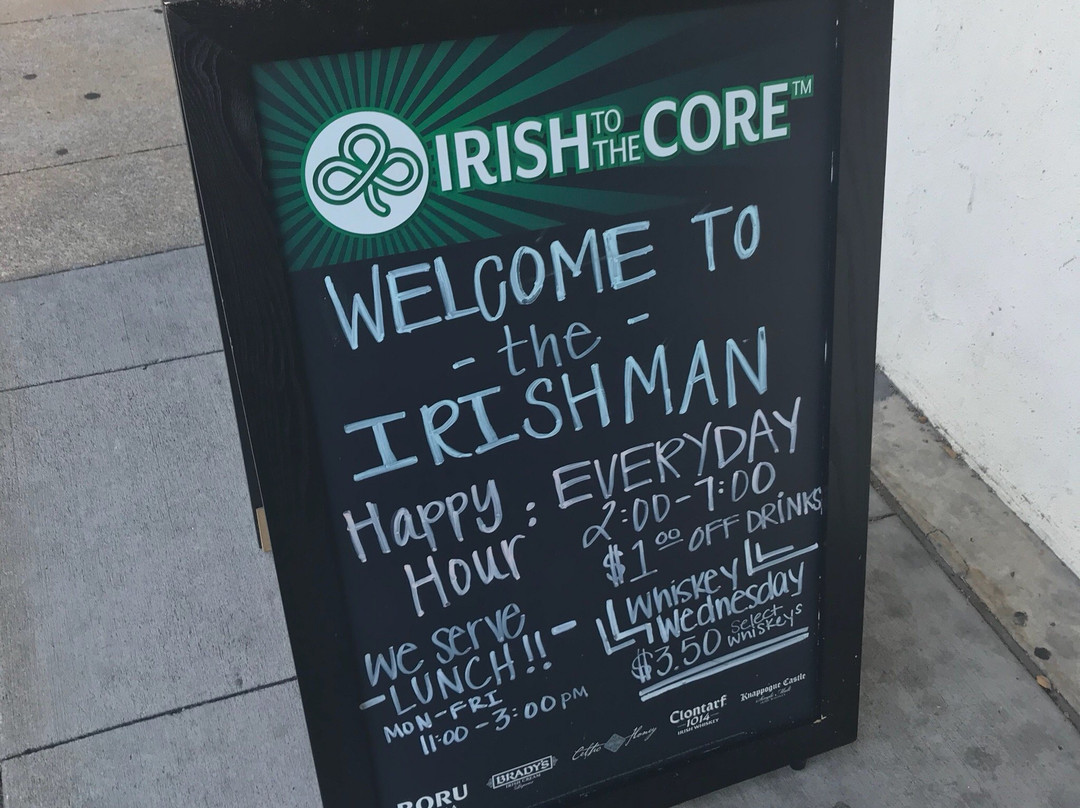 IRISH TO THE CORE™
WELCOME TO
- the -
IRISHMAN
Happy Hour : EVERYDAY
2:00-7:00
$1.00 OFF DRINKS
Whiskey
Wednesday
$3.50 select whiskeys
We serve
-LUNCH!!-
MON-FRI
11:00-3:00PM
BORU
BRADY'S
IRISH CREAM
Celtic Honey
Clontarf
1014
IRISH WHISKEY
Knappogue Castle